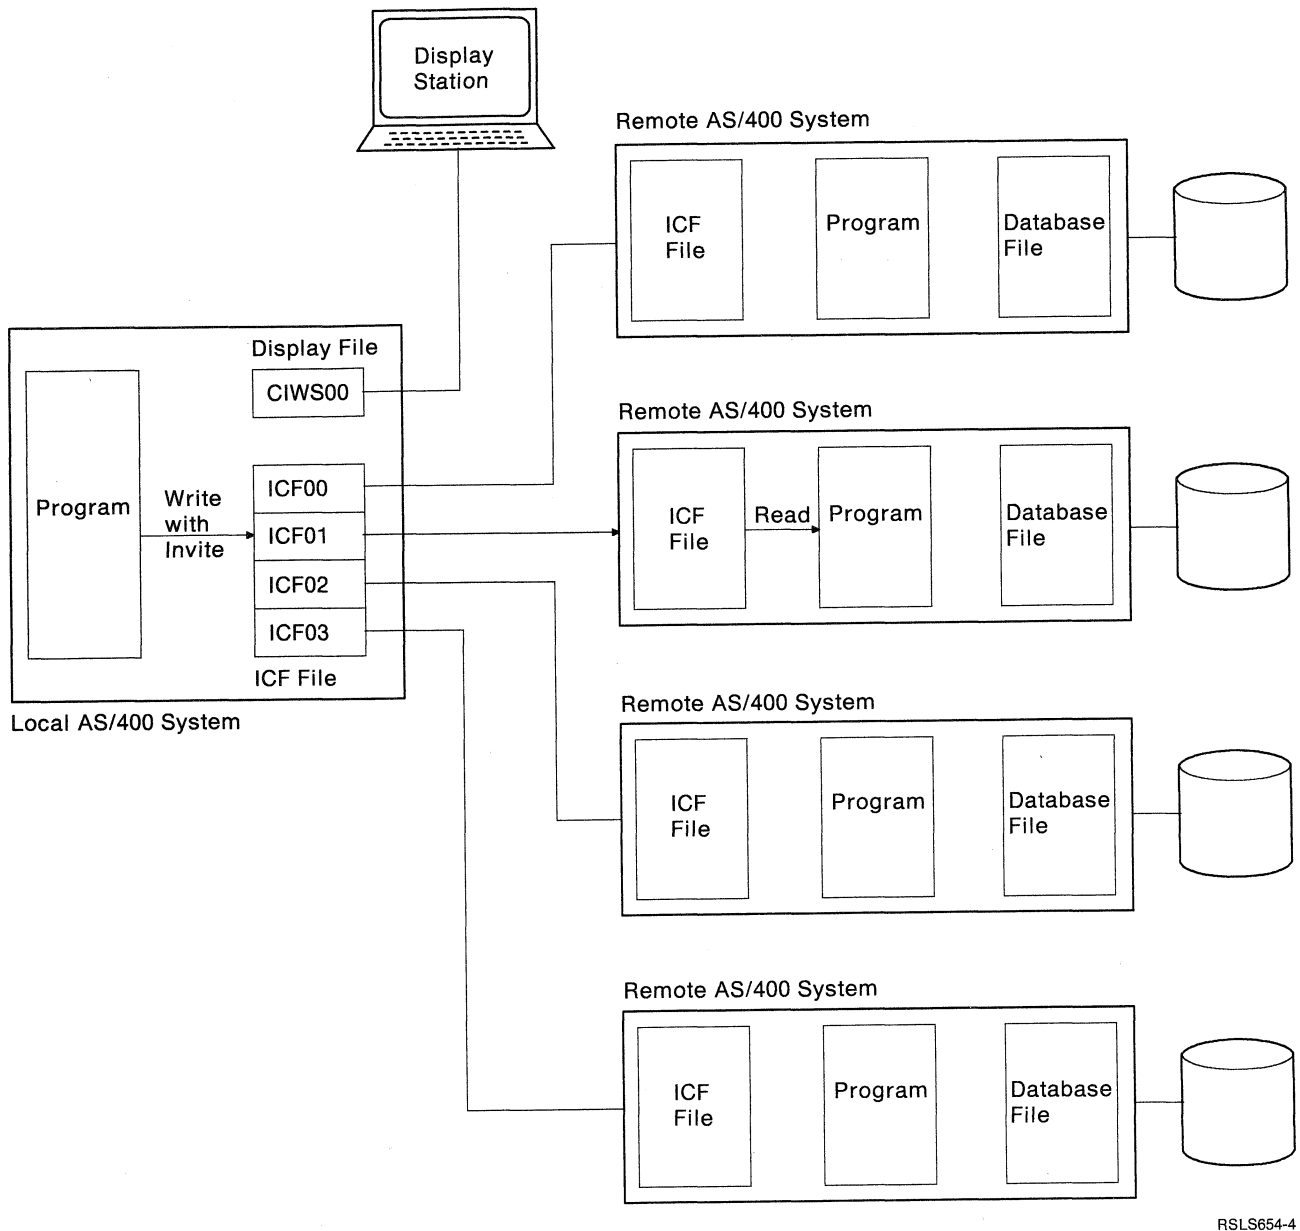 Display
Station
Remote AS/400 System
ICF
File
Program
Database
File
Display File
CIWS00
Program
Write
with
Invite
ICF00
ICF01
ICF02
ICF03
ICF File
Local AS/400 System
Remote AS/400 System
ICF
File
Read
Program
Database
File
Remote AS/400 System
ICF
File
Program
Database
File
Remote AS/400 System
ICF
File
Program
Database
File
RSLS654-4